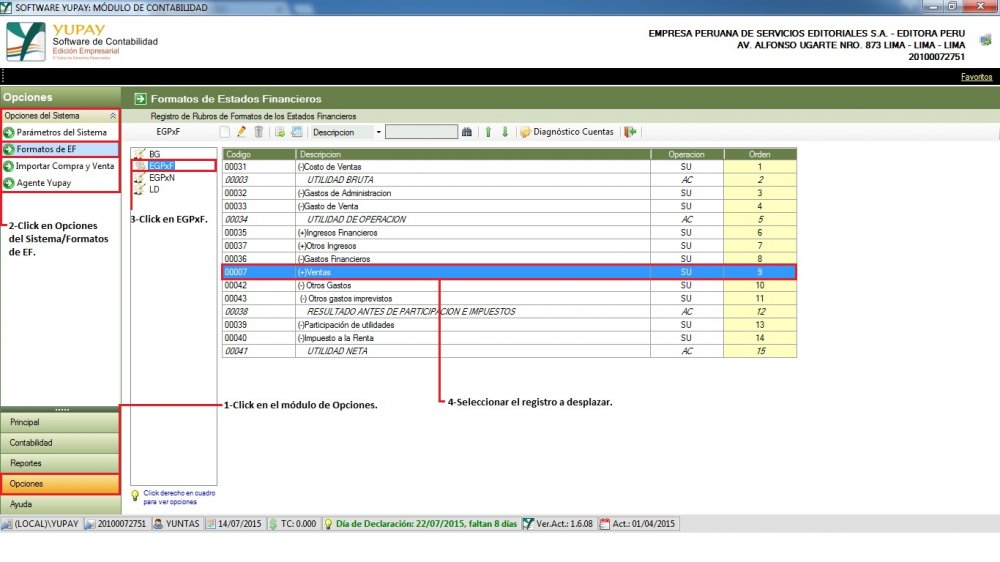 SOFTWARE YUPAY: MÓDULO DE CONTABILIDAD
YUPAY
Software de Contabilidad
Edición Empresarial
© Todos los Derechos Reservados
EMPRESA PERUANA DE SERVICIOS EDITORIALES S.A. - EDITORA PERU
AV. ALFONSO UGARTE NRO. 873 LIMA - LIMA - LIMA
20100072751
Favoritos
Opciones
Opciones del Sistema
Parámetros del Sistema
Formatos de EF
Importar Compra y Venta
Agente Yupay
2-Click en Opciones
del Sistema/Formatos
de EF.
Formatos de Estados Financieros
Registro de Rubros de Formatos de los Estados Financieros
EGPxF
Descripcion
Diagnóstico Cuentas
BG
EGPxF
EGPxN
LD
3-Click en EGPxF.
Codigo Descripcion Operacion Orden
00031 (-)Costo de Ventas SU 1
00003 UTILIDAD BRUTA AC 2
00032 (-)Gastos de Administracion SU 3
00033 (-)Gasto de Venta SU 4
00034 UTILIDAD DE OPERACION AC 5
00035 (+)Ingresos Financieros SU 6
00037 (+)Otros Ingresos SU 7
00036 (-)Gastos Financieros SU 8
00007 (+)Ventas SU 9
00042 (-) Otros Gastos SU 10
00043 (-) Otros gastos imprevistos SU 11
00038 RESULTADO ANTES DE PARTICIPACION E IMPUESTOS AC 12
00039 (-)Participación de utilidades SU 13
00040 (-)Impuesto a la Renta SU 14
00041 UTILIDAD NETA AC 15
1-Click en el módulo de Opciones.
4-Seleccionar el registro a desplazar.
Principal
Contabilidad
Reportes
Opciones
Ayuda
Click derecho en cuadro
para ver opciones
(LOCAL)\YUPAY 20100072751 YUNTAS 14/07/2015 TC: 0.000 Día de Declaración: 22/07/2015, faltan 8 días Ver.Act.: 1.6.08 Act.: 01/04/2015